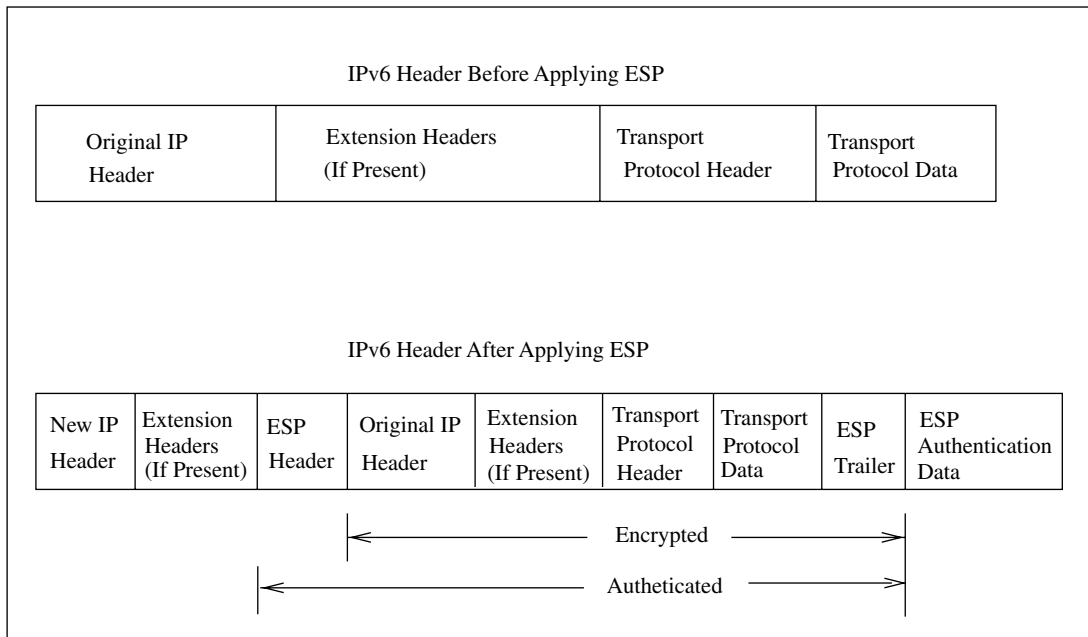 IPv6 Header Before Applying ESP
Original IP
Header
Extension Headers
(If Present)
Transport
Protocol Header
Transport
Protocol Data
IPv6 Header After Applying ESP
New IP
Header
Extension
Headers
(If Present)
ESP
Header
Original IP
Header
Extension
Headers
(If Present)
Transport
Protocol
Header
Transport
Protocol
Data
ESP
Trailer
ESP
Authentication
Data
Encrypted
Autheticated